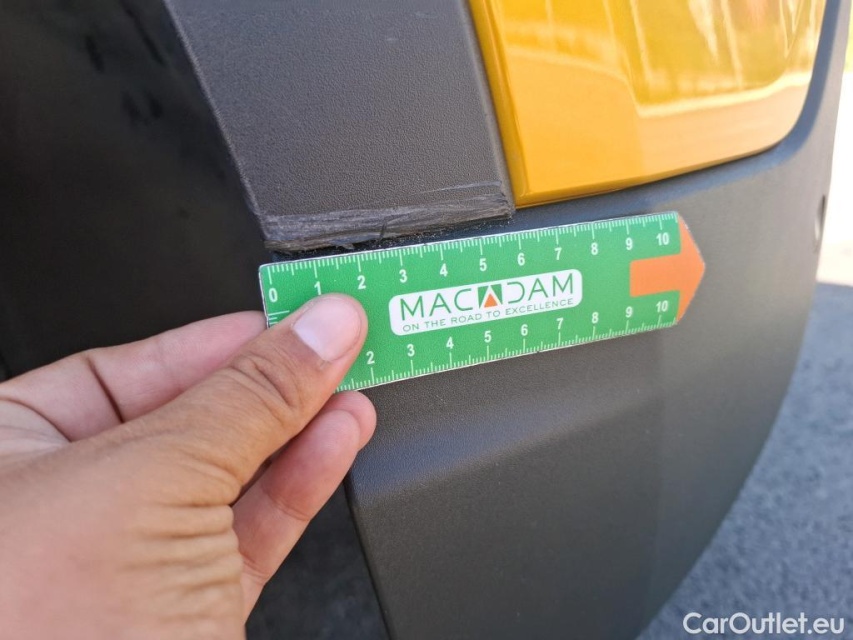 0 1 2 3 4 5 6 7 8 9 10
MACADAM
ON THE ROAD TO EXCELLENCE
2 3 4 5 6 7 8 9 10
CarOutlet.eu